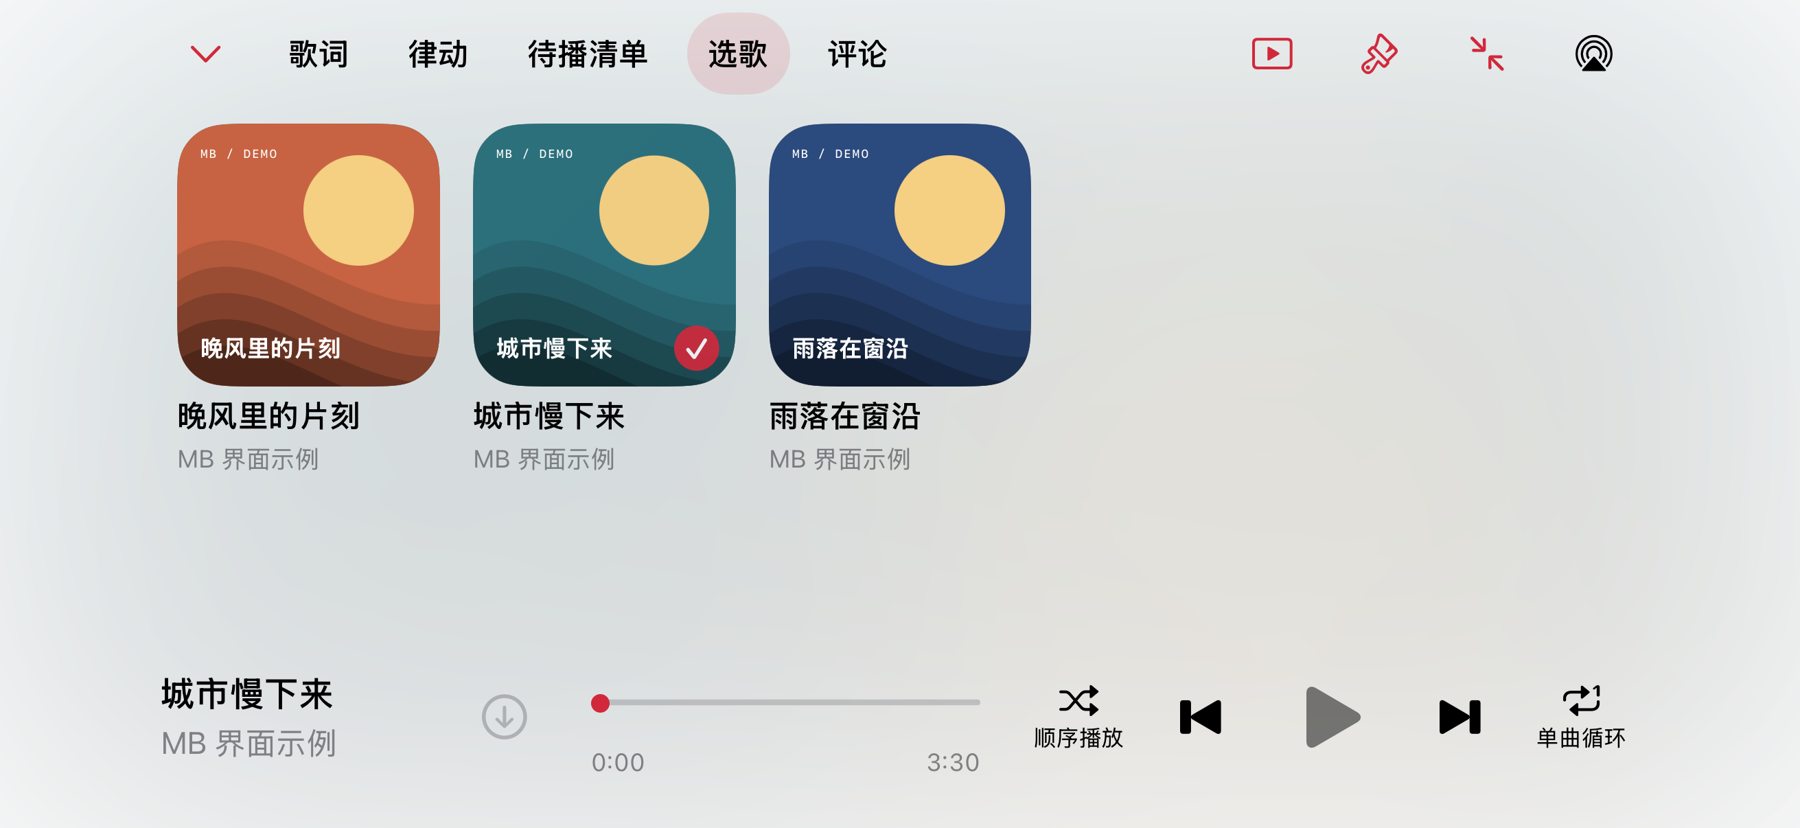 歌词
律动
待播清单
选歌
评论
MB / DEMO
晚风里的片刻
晚风里的片刻
MB 界面示例
MB / DEMO
城市慢下来
城市慢下来
MB 界面示例
MB / DEMO
雨落在窗沿
雨落在窗沿
MB 界面示例
城市慢下来
MB 界面示例
0:00
3:30
顺序播放
1
单曲循环